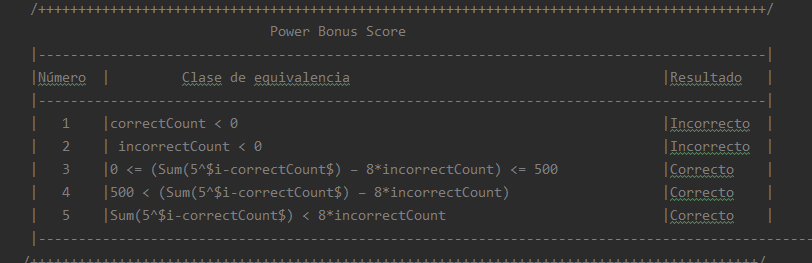 /+++++++++++++++++++++++++++++++++++++++++++++++++++++++++++++++++++++++++++++++++++++++++++/
Power Bonus Score
|-------------------------------------------------------------------------------------------|
|Número | Clase de equivalencia |Resultado |
|-------------------------------------------------------------------------------------------|
| 1 |correctCount < 0 |Incorrecto |
| 2 | incorrectCount < 0 |Incorrecto |
| 3 |0 <= (Sum(5^$i-correctCount$) – 8*incorrectCount) <= 500 |Correcto |
| 4 |500 < (Sum(5^$i-correctCount$) – 8*incorrectCount) |Correcto |
| 5 |Sum(5^$i-correctCount$) < 8*incorrectCount |Correcto |
|-------------------------------------------------------------------------------------------------
/++++++++++++++++++++++++++++++++++++++++++++++++++++++++++++++++++++++++++++++++++++++++++/